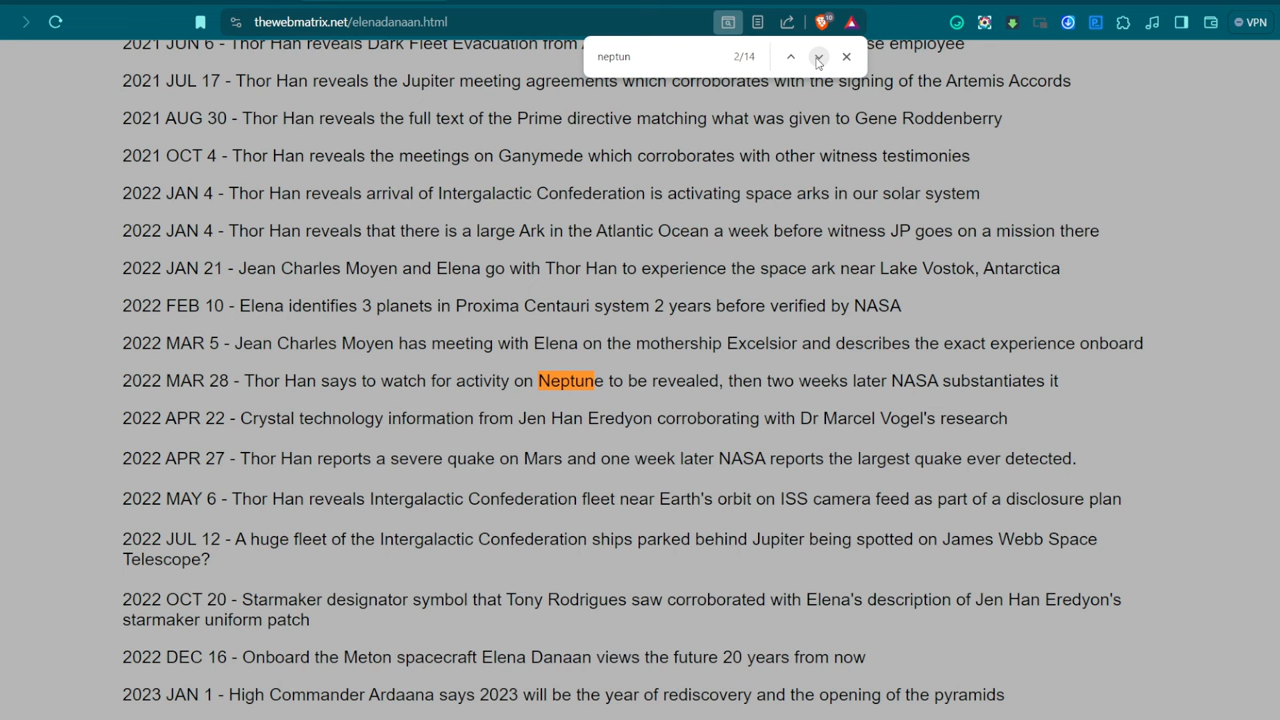 thewebmatrix.net/elenadanaan.html
10
VPN
neptun
2/14
2021 JUN 6 - Thor Han reveals Dark Fleet Evacuation from
se employee
2021 JUL 17 - Thor Han reveals the Jupiter meeting agreements which corroborates with the signing of the Artemis Accords
2021 AUG 30 - Thor Han reveals the full text of the Prime directive matching what was given to Gene Roddenberry
2021 OCT 4 - Thor Han reveals the meetings on Ganymede which corroborates with other witness testimonies
2022 JAN 4 - Thor Han reveals arrival of Intergalactic Confederation is activating space arks in our solar system
2022 JAN 4 - Thor Han reveals that there is a large Ark in the Atlantic Ocean a week before witness JP goes on a mission there
2022 JAN 21 - Jean Charles Moyen and Elena go with Thor Han to experience the space ark near Lake Vostok, Antarctica
2022 FEB 10 - Elena identifies 3 planets in Proxima Centauri system 2 years before verified by NASA
2022 MAR 5 - Jean Charles Moyen has meeting with Elena on the mothership Excelsior and describes the exact experience onboard
2022 MAR 28 - Thor Han says to watch for activity on Neptune to be revealed, then two weeks later NASA substantiates it
2022 APR 22 - Crystal technology information from Jen Han Eredyon corroborating with Dr Marcel Vogel's research
2022 APR 27 - Thor Han reports a severe quake on Mars and one week later NASA reports the largest quake ever detected.
2022 MAY 6 - Thor Han reveals Intergalactic Confederation fleet near Earth's orbit on ISS camera feed as part of a disclosure plan
2022 JUL 12 - A huge fleet of the Intergalactic Confederation ships parked behind Jupiter being spotted on James Webb Space
Telescope?
2022 OCT 20 - Starmaker designator symbol that Tony Rodrigues saw corroborated with Elena's description of Jen Han Eredyon's
starmaker uniform patch
2022 DEC 16 - Onboard the Meton spacecraft Elena Danaan views the future 20 years from now
2023 JAN 1 - High Commander Ardaana says 2023 will be the year of rediscovery and the opening of the pyramids